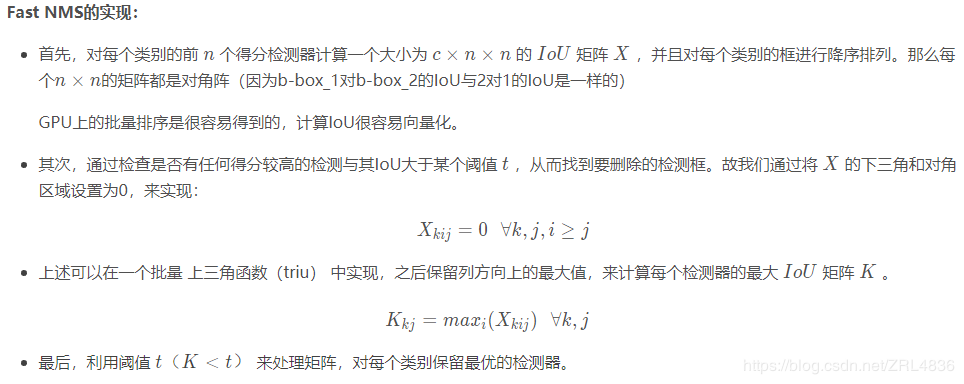 Fast NMS的实现：
• 首先，对每个类别的前 n 个得分检测器计算一个大小为 c × n × n 的 IoU 矩阵 X ，并且对每个类别的框进行降序排列。那么每
个n × n的矩阵都是对角阵（因为b-box_1对b-box_2的IoU与2对1的IoU是一样的）
GPU上的批量排序是很容易得到的，计算IoU很容易向量化。
• 其次，通过检查是否有任何得分较高的检测与其IoU大于某个阈值 t ，从而找到要删除的检测框。故我们通过将 X 的下三角和对角
区域设置为0，来实现：
X_{kij} = 0 ∀k, j, i ≥ j
• 上述可以在一个批量 上三角函数（triu） 中实现，之后保留列方向上的最大值，来计算每个检测器的最大 IoU 矩阵 K 。
K_{kj} = max_i(X_{kij}) ∀k, j
• 最后，利用阈值 t（K < t） 来处理矩阵，对每个类别保留最优的检测器。
https://blog.csdn.net/ZRL4836